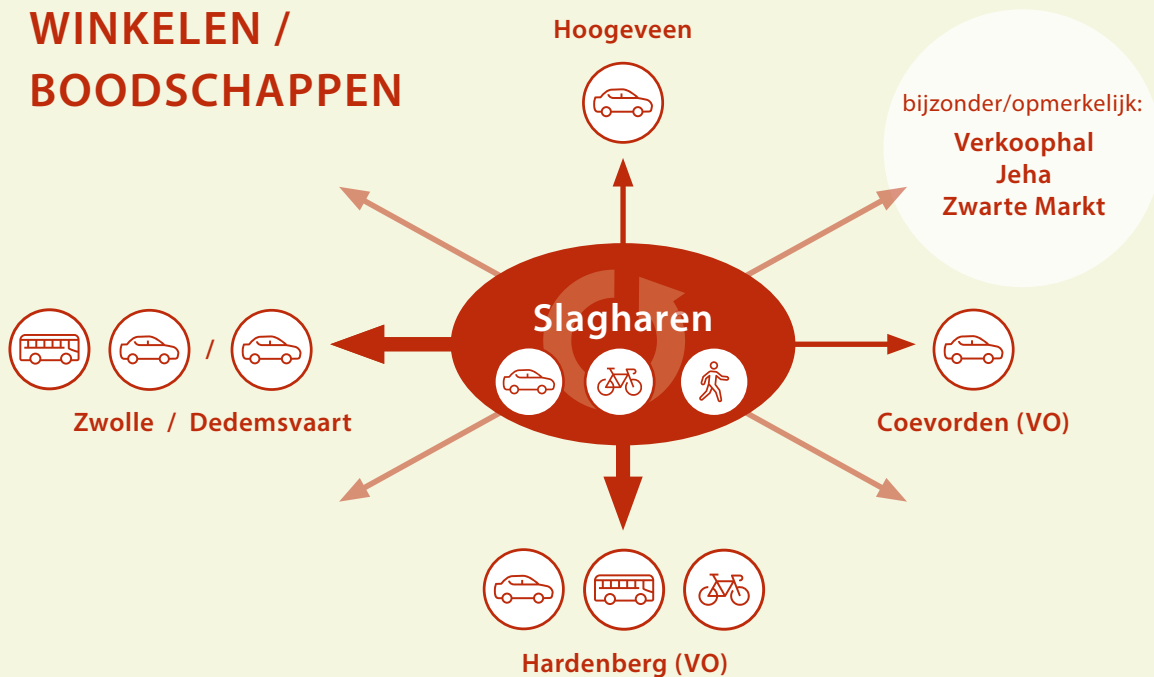 WINKELEN /
BOODSCHAPPEN
Hoogeveen
bijzonder/opmerkelijk:
Verkoophal
Jeha
Zwarte Markt
Slagharen
/
Zwolle / Dedemsvaart
Coevorden (VO)
Hardenberg (VO)